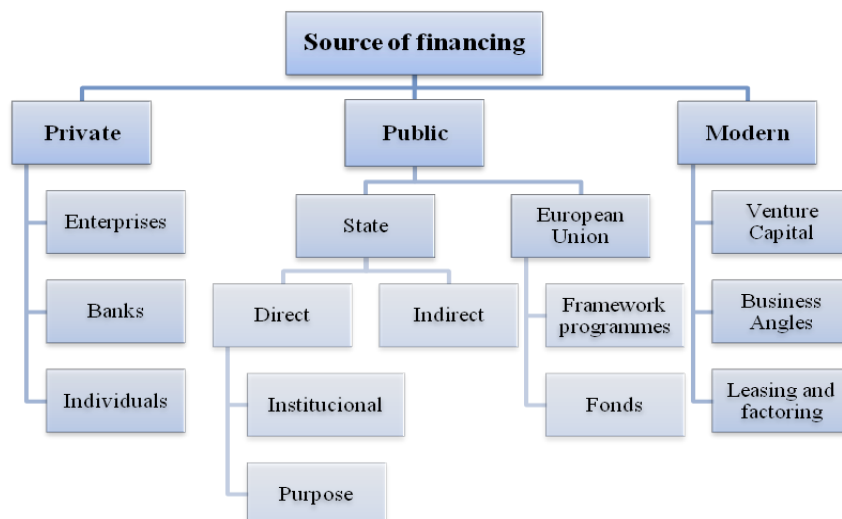 Source of financing
Private
Public
Modern
Enterprises
State
European
Union
Venture
Capital
Banks
Direct
Indirect
Framework
programmes
Business
Angles
Individuals
Institucional
Fonds
Leasing and
factoring
Purpose